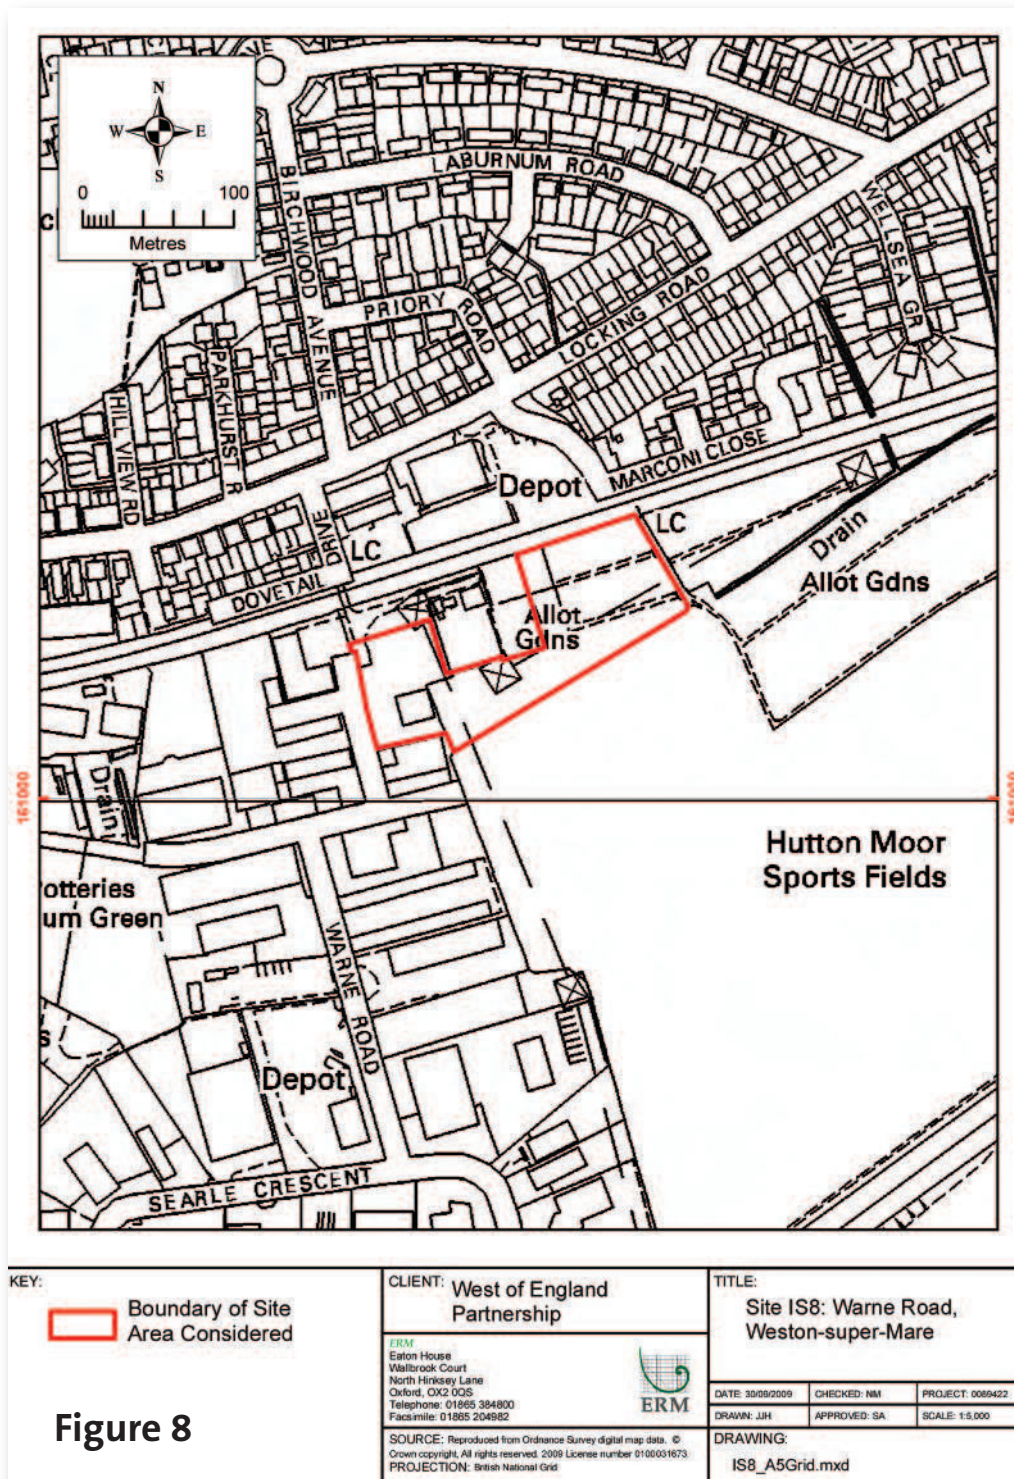 N
W E
S
0 100
Metres
C
BIRCHWOOD AVENUE
LABURNUM ROAD
WELLSEA GR
PRIORY ROAD
LOCKING ROAD
PARKHURST R
HILL VIEW RD
MARCONI CLOSE
Depot
LC
LC
DOVETAIL DRIVE
Drain
Allot Gdns
Allot
Gdns
161000
161000
Drain
Hutton Moor
Sports Fields
otteries
um Green
WARNE ROAD
s
Depot
SEARLE CRESCENT
KEY:
Boundary of Site
Area Considered
Figure 8
CLIENT: West of England
Partnership
ERM
Eaton House
Wallbrook Court
North Hinksey Lane
Oxford, OX2 0QS
Telephone: 01865 384800
Facsimile: 01865 204982
ERM
SOURCE: Reproduced from Ordnance Survey digital map data. ©
Crown copyright, All rights reserved. 2009 License number 0100031673
PROJECTION: British National Grid
TITLE:
Site IS8: Warne Road,
Weston-super-Mare
DATE: 30/09/2009 CHECKED: NM PROJECT: 0089422
DRAWN: JJH APPROVED: SA SCALE: 1:5,000
DRAWING:
IS8_A5Grid.mxd